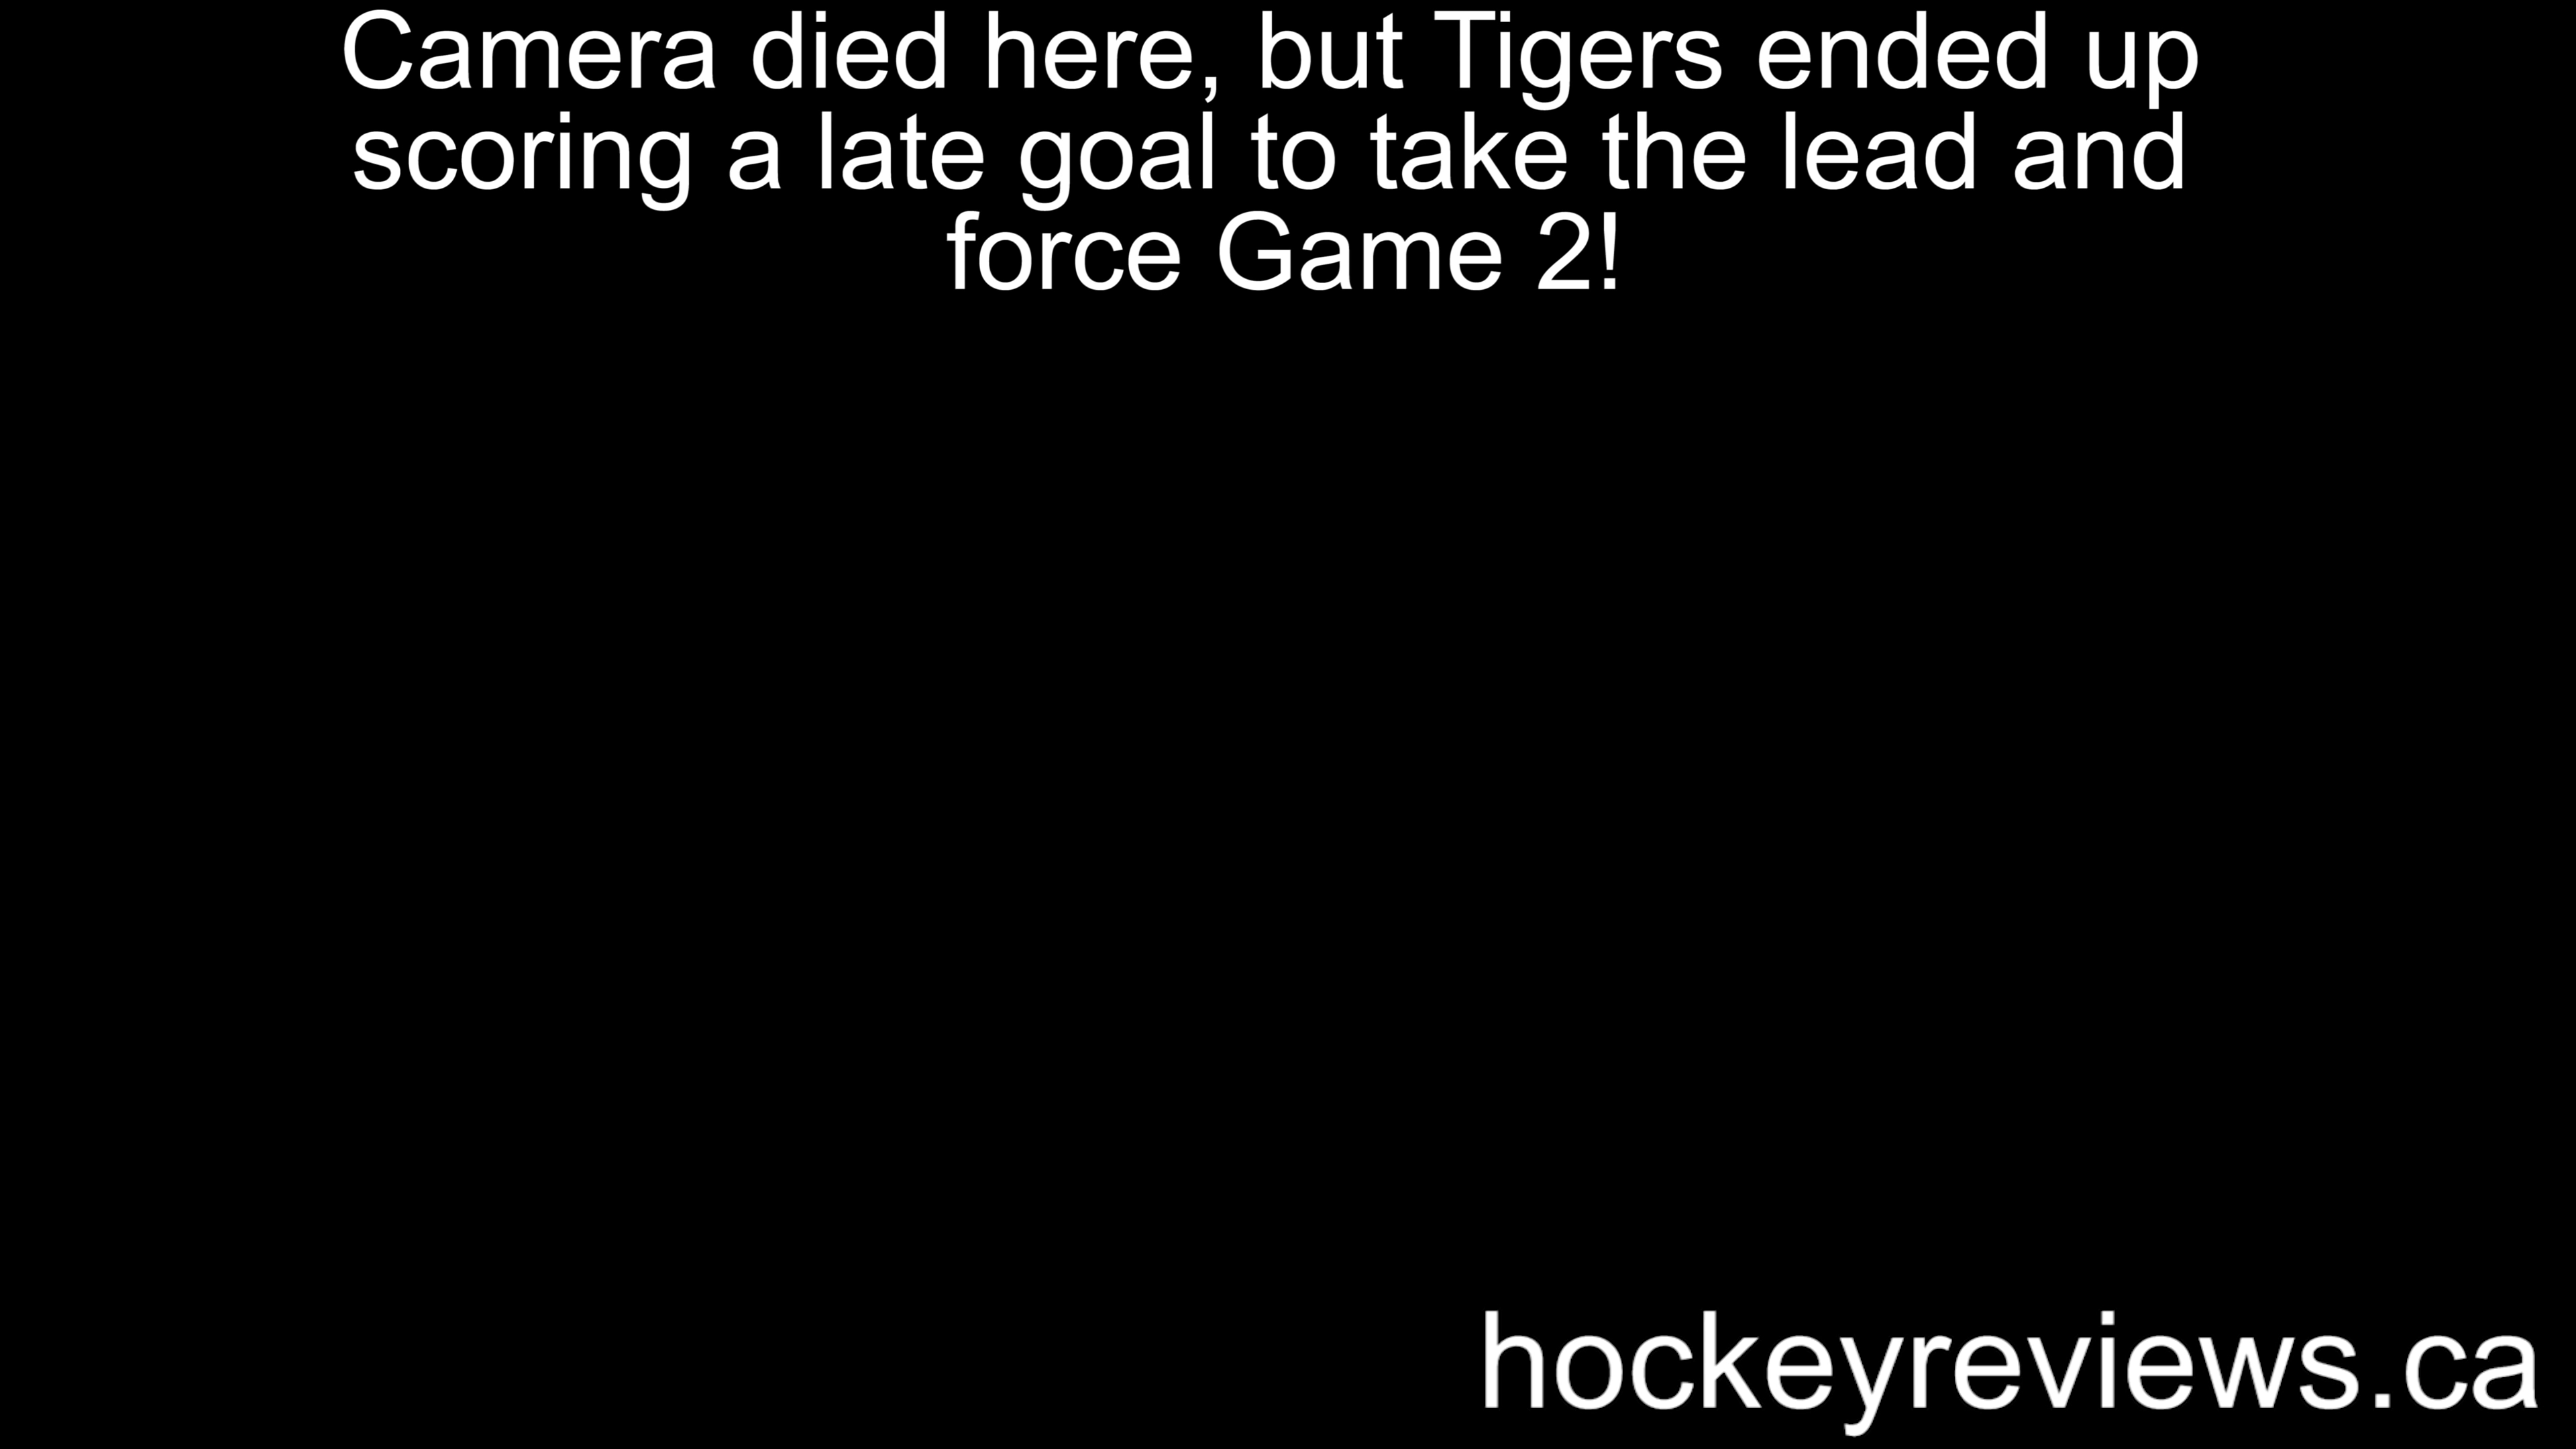 Camera died here, but Tigers ended up
scoring a late goal to take the lead and
force Game 2!
hockeyreviews.ca